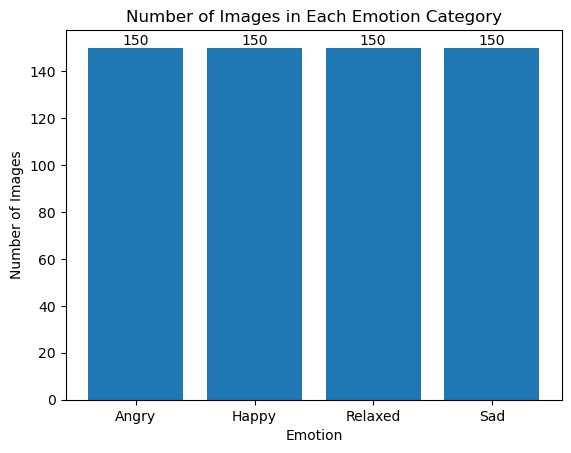 Number of Images in Each Emotion Category
150 150 150 150
140
120
100
80
60
40
20
0
Number of Images
Angry Happy Relaxed Sad
Emotion